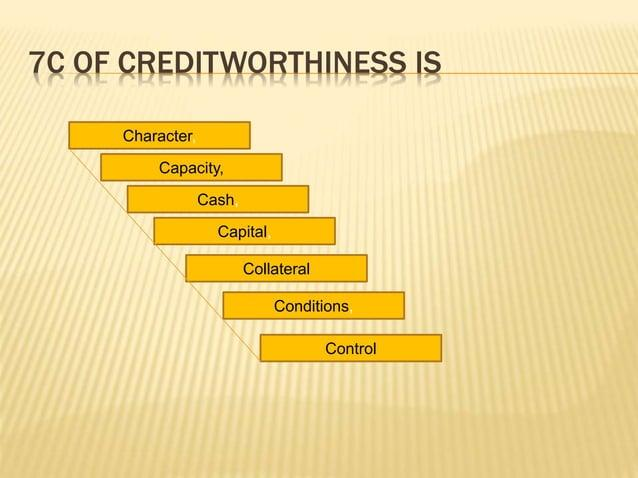 7C OF CREDITWORTHINESS IS
Character,
Capacity,
Cash,
Capital,
Collateral
Conditions,
Control